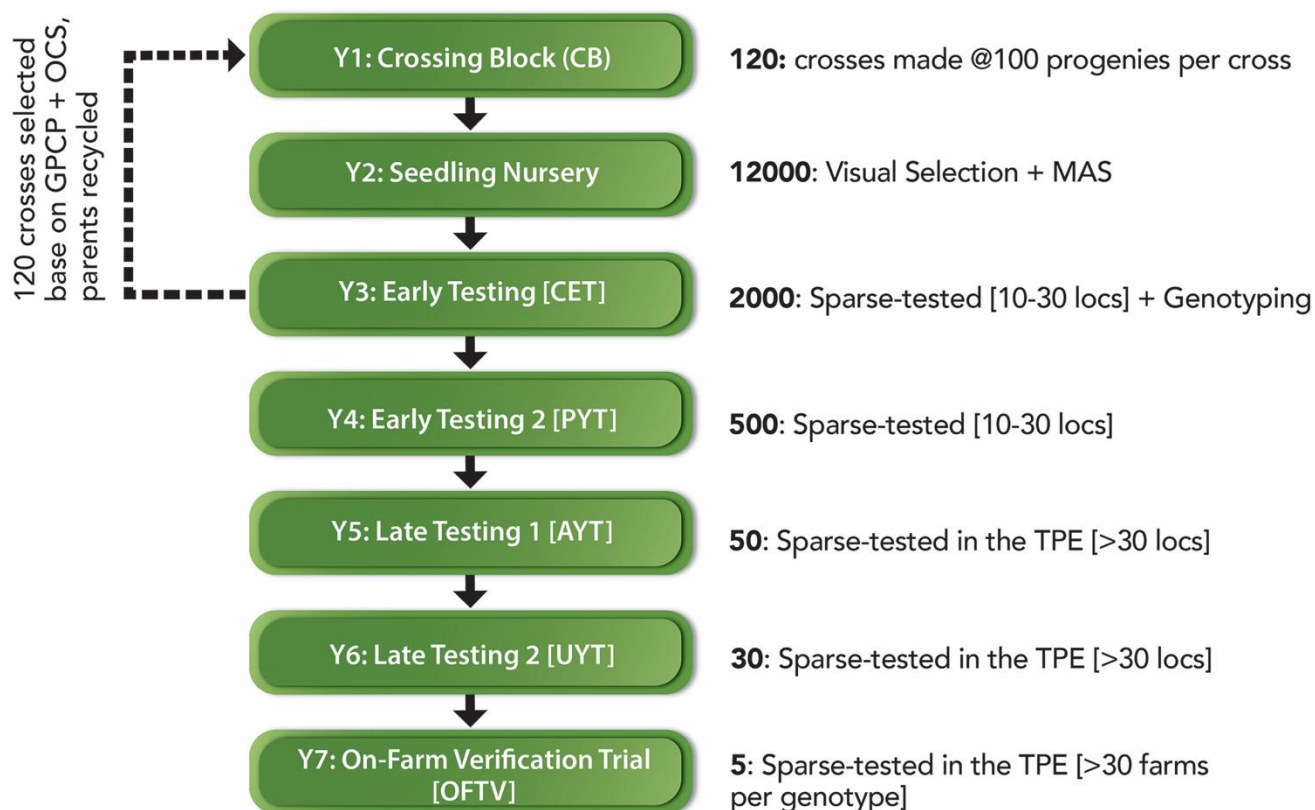 120 crosses selected
base on GPCP + OCS,
parents recycled
Y1: Crossing Block (CB)
120: crosses made @100 progenies per cross
Y2: Seedling Nursery
12000: Visual Selection + MAS
Y3: Early Testing [CET]
2000: Sparse-tested [10-30 locs] + Genotyping
Y4: Early Testing 2 [PYT]
500: Sparse-tested [10-30 locs]
Y5: Late Testing 1 [AYT]
50: Sparse-tested in the TPE [>30 locs]
Y6: Late Testing 2 [UYT]
30: Sparse-tested in the TPE [>30 locs]
Y7: On-Farm Verification Trial
[OFTV]
5: Sparse-tested in the TPE [>30 farms
per genotype]